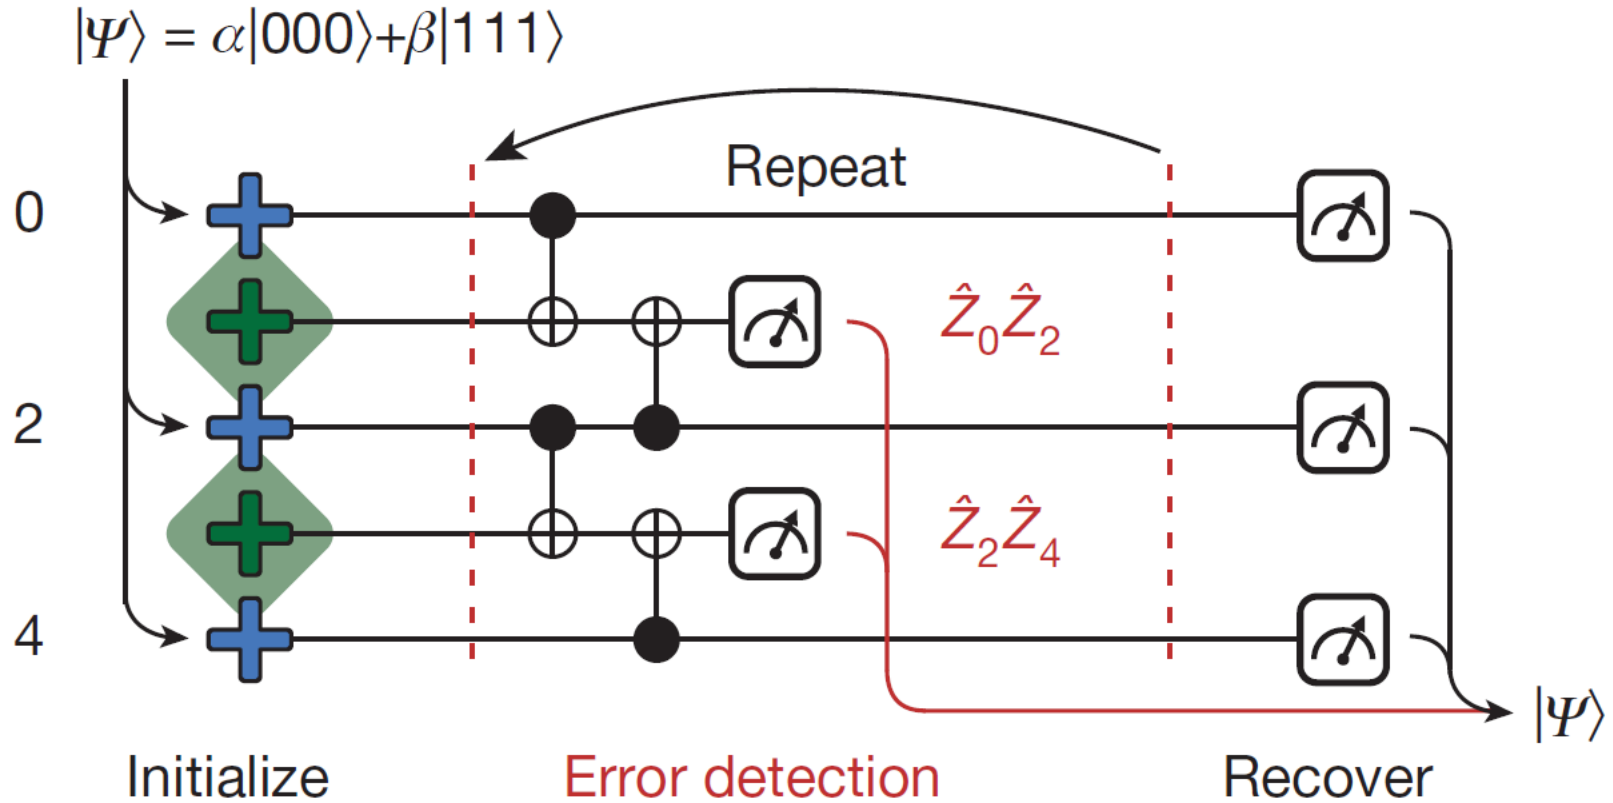 |Ψ⟩ = α|000⟩+β|111⟩
Repeat
0
Ẑ₀Ẑ₂
2
Ẑ₂Ẑ₄
4
|Ψ⟩
Initialize Error detection Recover